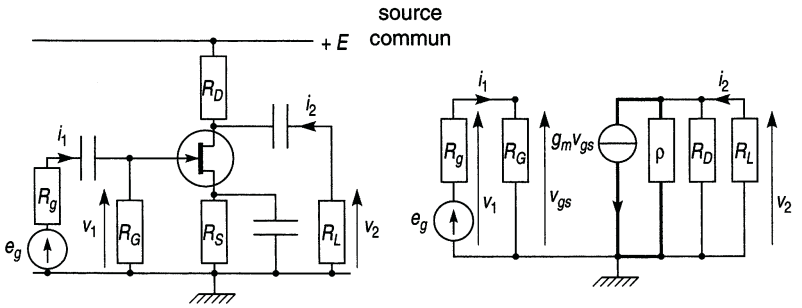 source
commun
+ E
R_D
i_1
i_2
R_g
v_1
R_G
R_S
R_L
v_2
e_g
i_1
i_2
R_g
R_G
g_m v_gs
ρ
R_D
R_L
v_1
v_gs
v_2
e_g